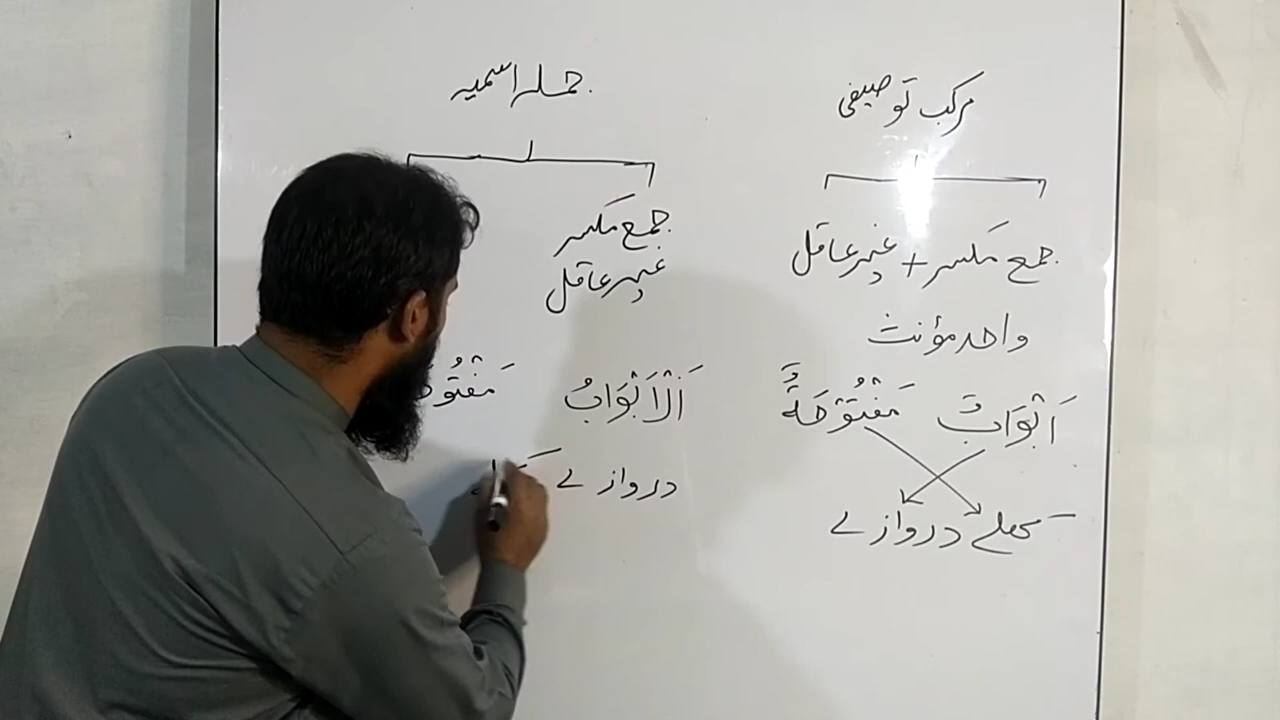 مرکب توصیفی
جمع مکسر + غیر عاقل
واحد مؤنث
اَبْوَابٌ مَفْتُوْحَةٌ
کھلے دروازے
جملہ اسمیہ
جمع مکسر
غیر عاقل
اَلْاَبْوَابُ
دروازے